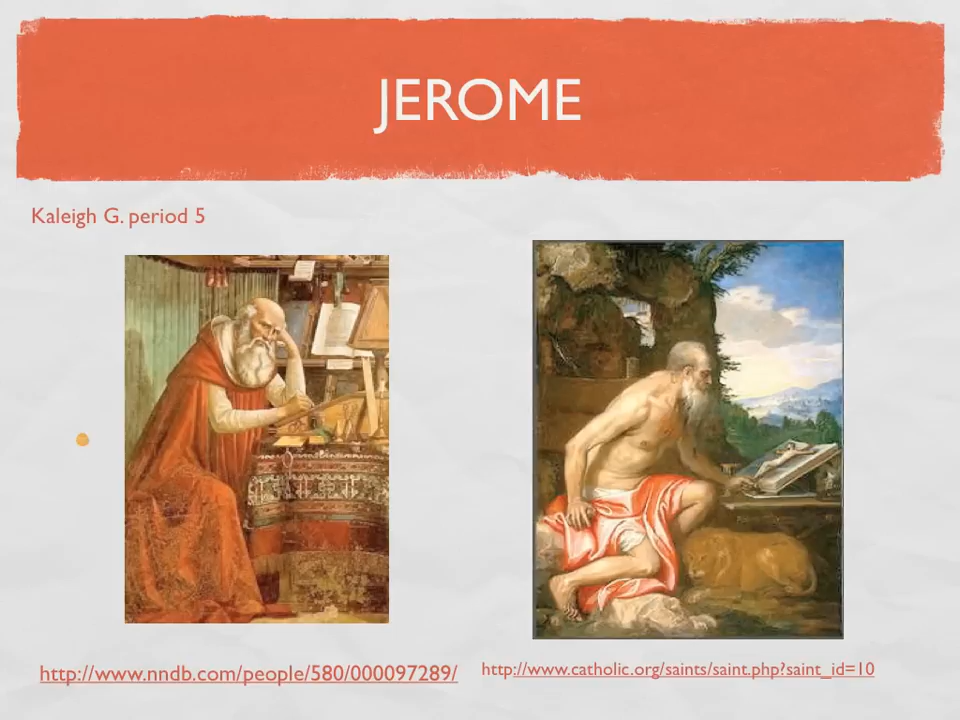 JEROME
Kaleigh G. period 5
http://www.nndb.com/people/580/000097289/
http://www.catholic.org/saints/saint.php?saint_id=10